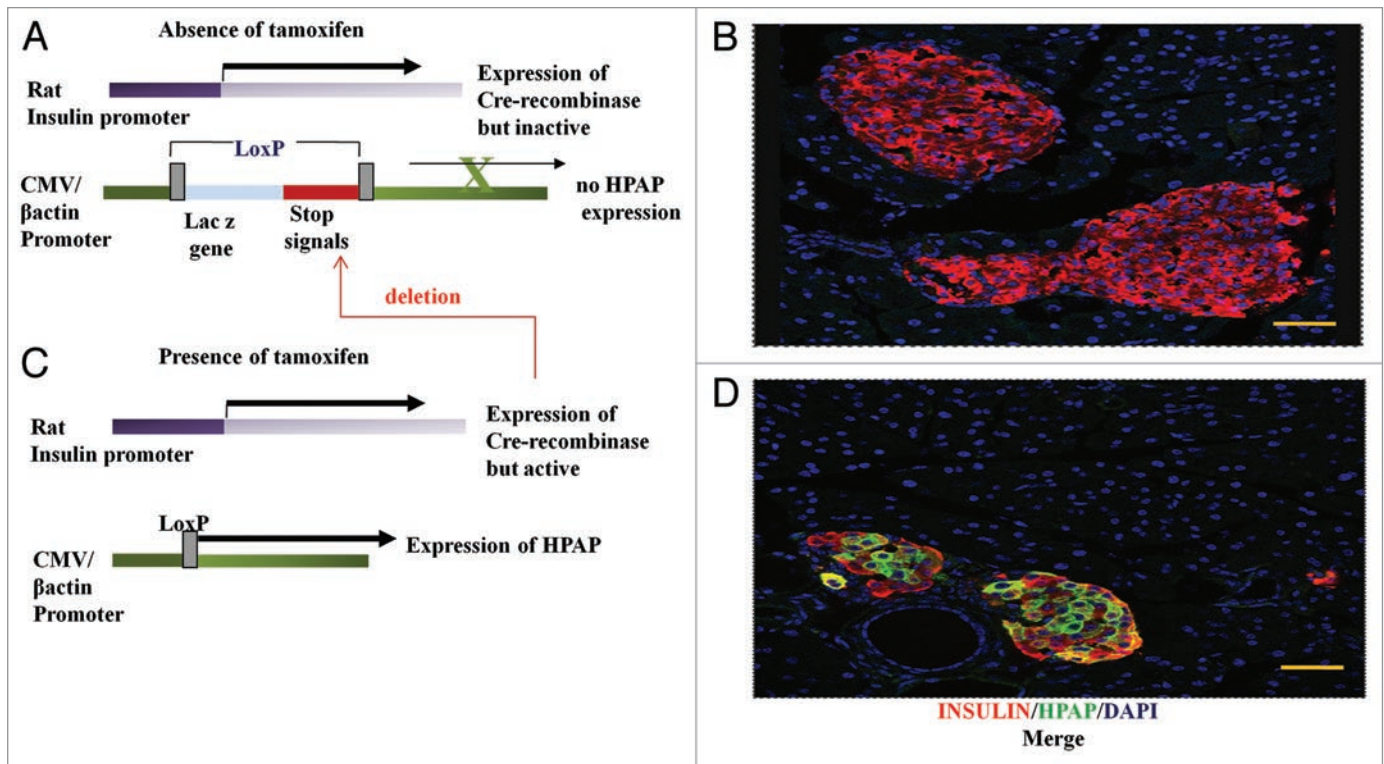 A
Absence of tamoxifen
Rat
Insulin promoter
Expression of
Cre-recombinase
but inactive
LoxP
X
CMV/
βactin
Promoter
Lac z
gene
Stop
signals
no HPAP
expression
deletion
C
Presence of tamoxifen
Rat
Insulin promoter
Expression of
Cre-recombinase
but active
LoxP
CMV/
βactin
Promoter
Expression of HPAP
B
D
INSULIN/HPAP/DAPI
Merge